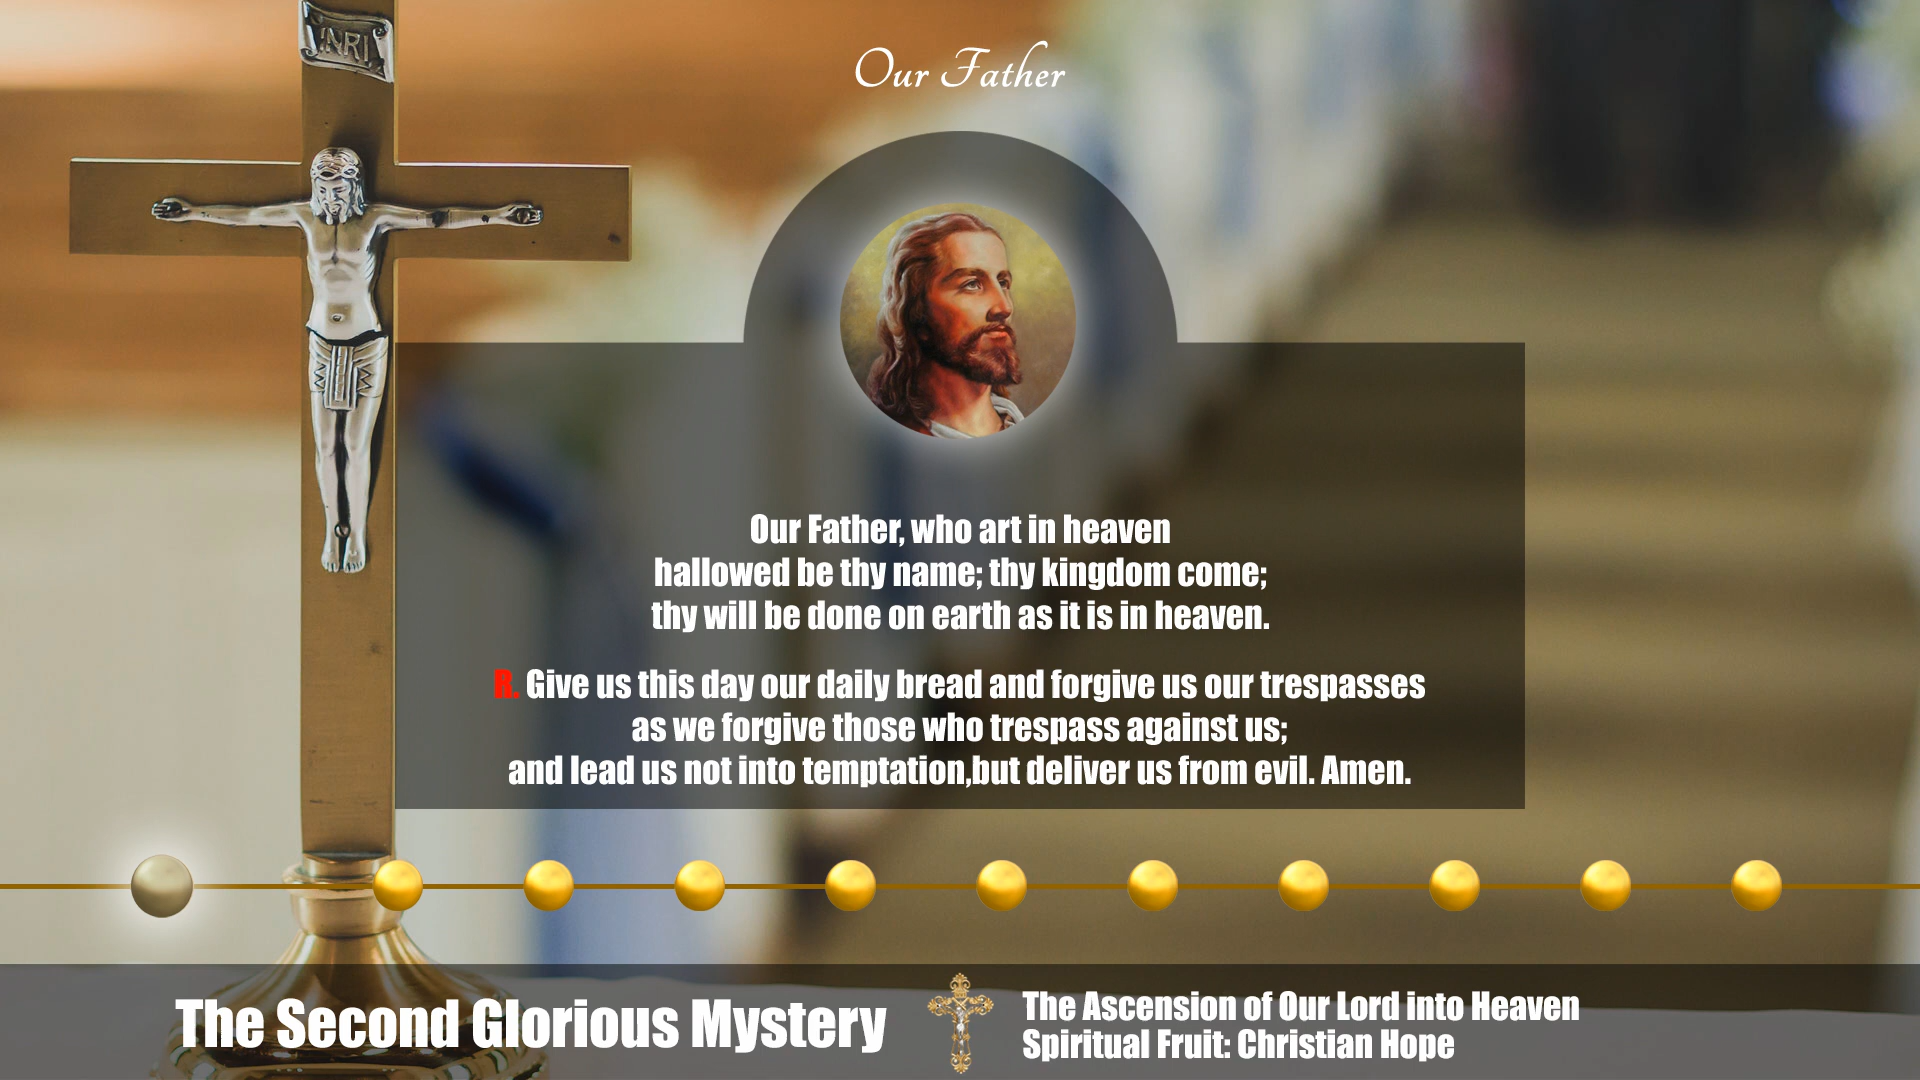 INRI
Our Father
Our Father, who art in heaven
hallowed be thy name; thy kingdom come;
thy will be done on earth as it is in heaven.
R. Give us this day our daily bread and forgive us our trespasses
as we forgive those who trespass against us;
and lead us not into temptation,but deliver us from evil. Amen.
The Second Glorious Mystery
The Ascension of Our Lord into Heaven
Spiritual Fruit: Christian Hope